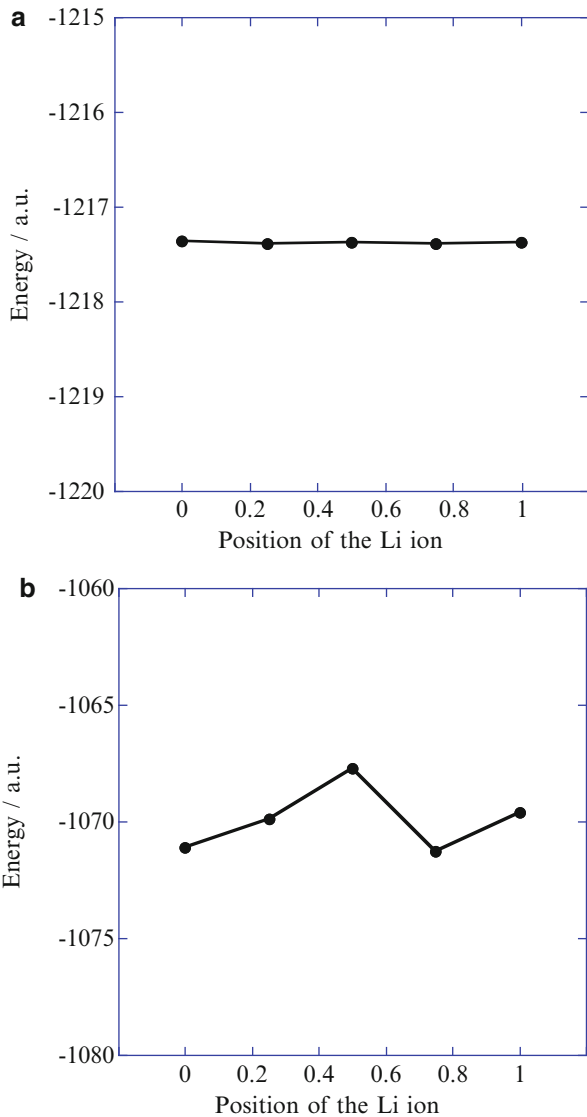 a
-1215
-1216
-1217
-1218
-1219
-1220
Energy / a.u.
0 0.2 0.4 0.6 0.8 1
Position of the Li ion
b
-1060
-1065
-1070
-1075
-1080
Energy / a.u.
0 0.2 0.4 0.6 0.8 1
Position of the Li ion